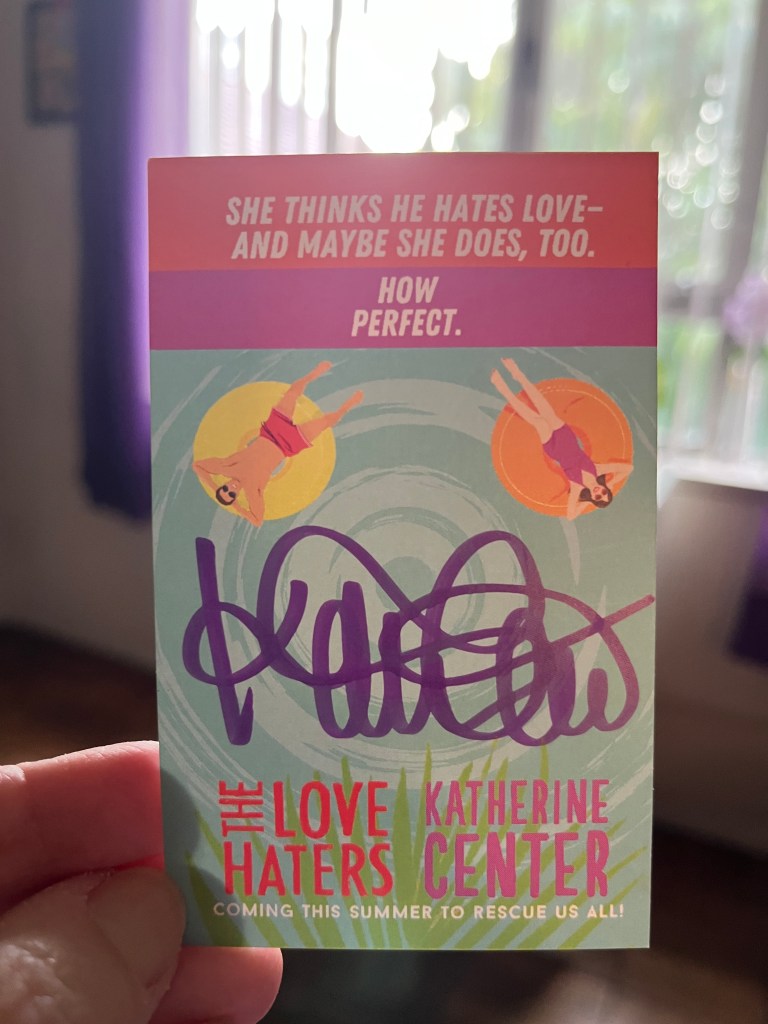 SHE THINKS HE HATES LOVE–
AND MAYBE SHE DOES, TOO.
HOW
PERFECT.
THE LOVE
HATERS
KATHERINE
CENTER
COMING THIS SUMMER TO RESCUE US ALL!